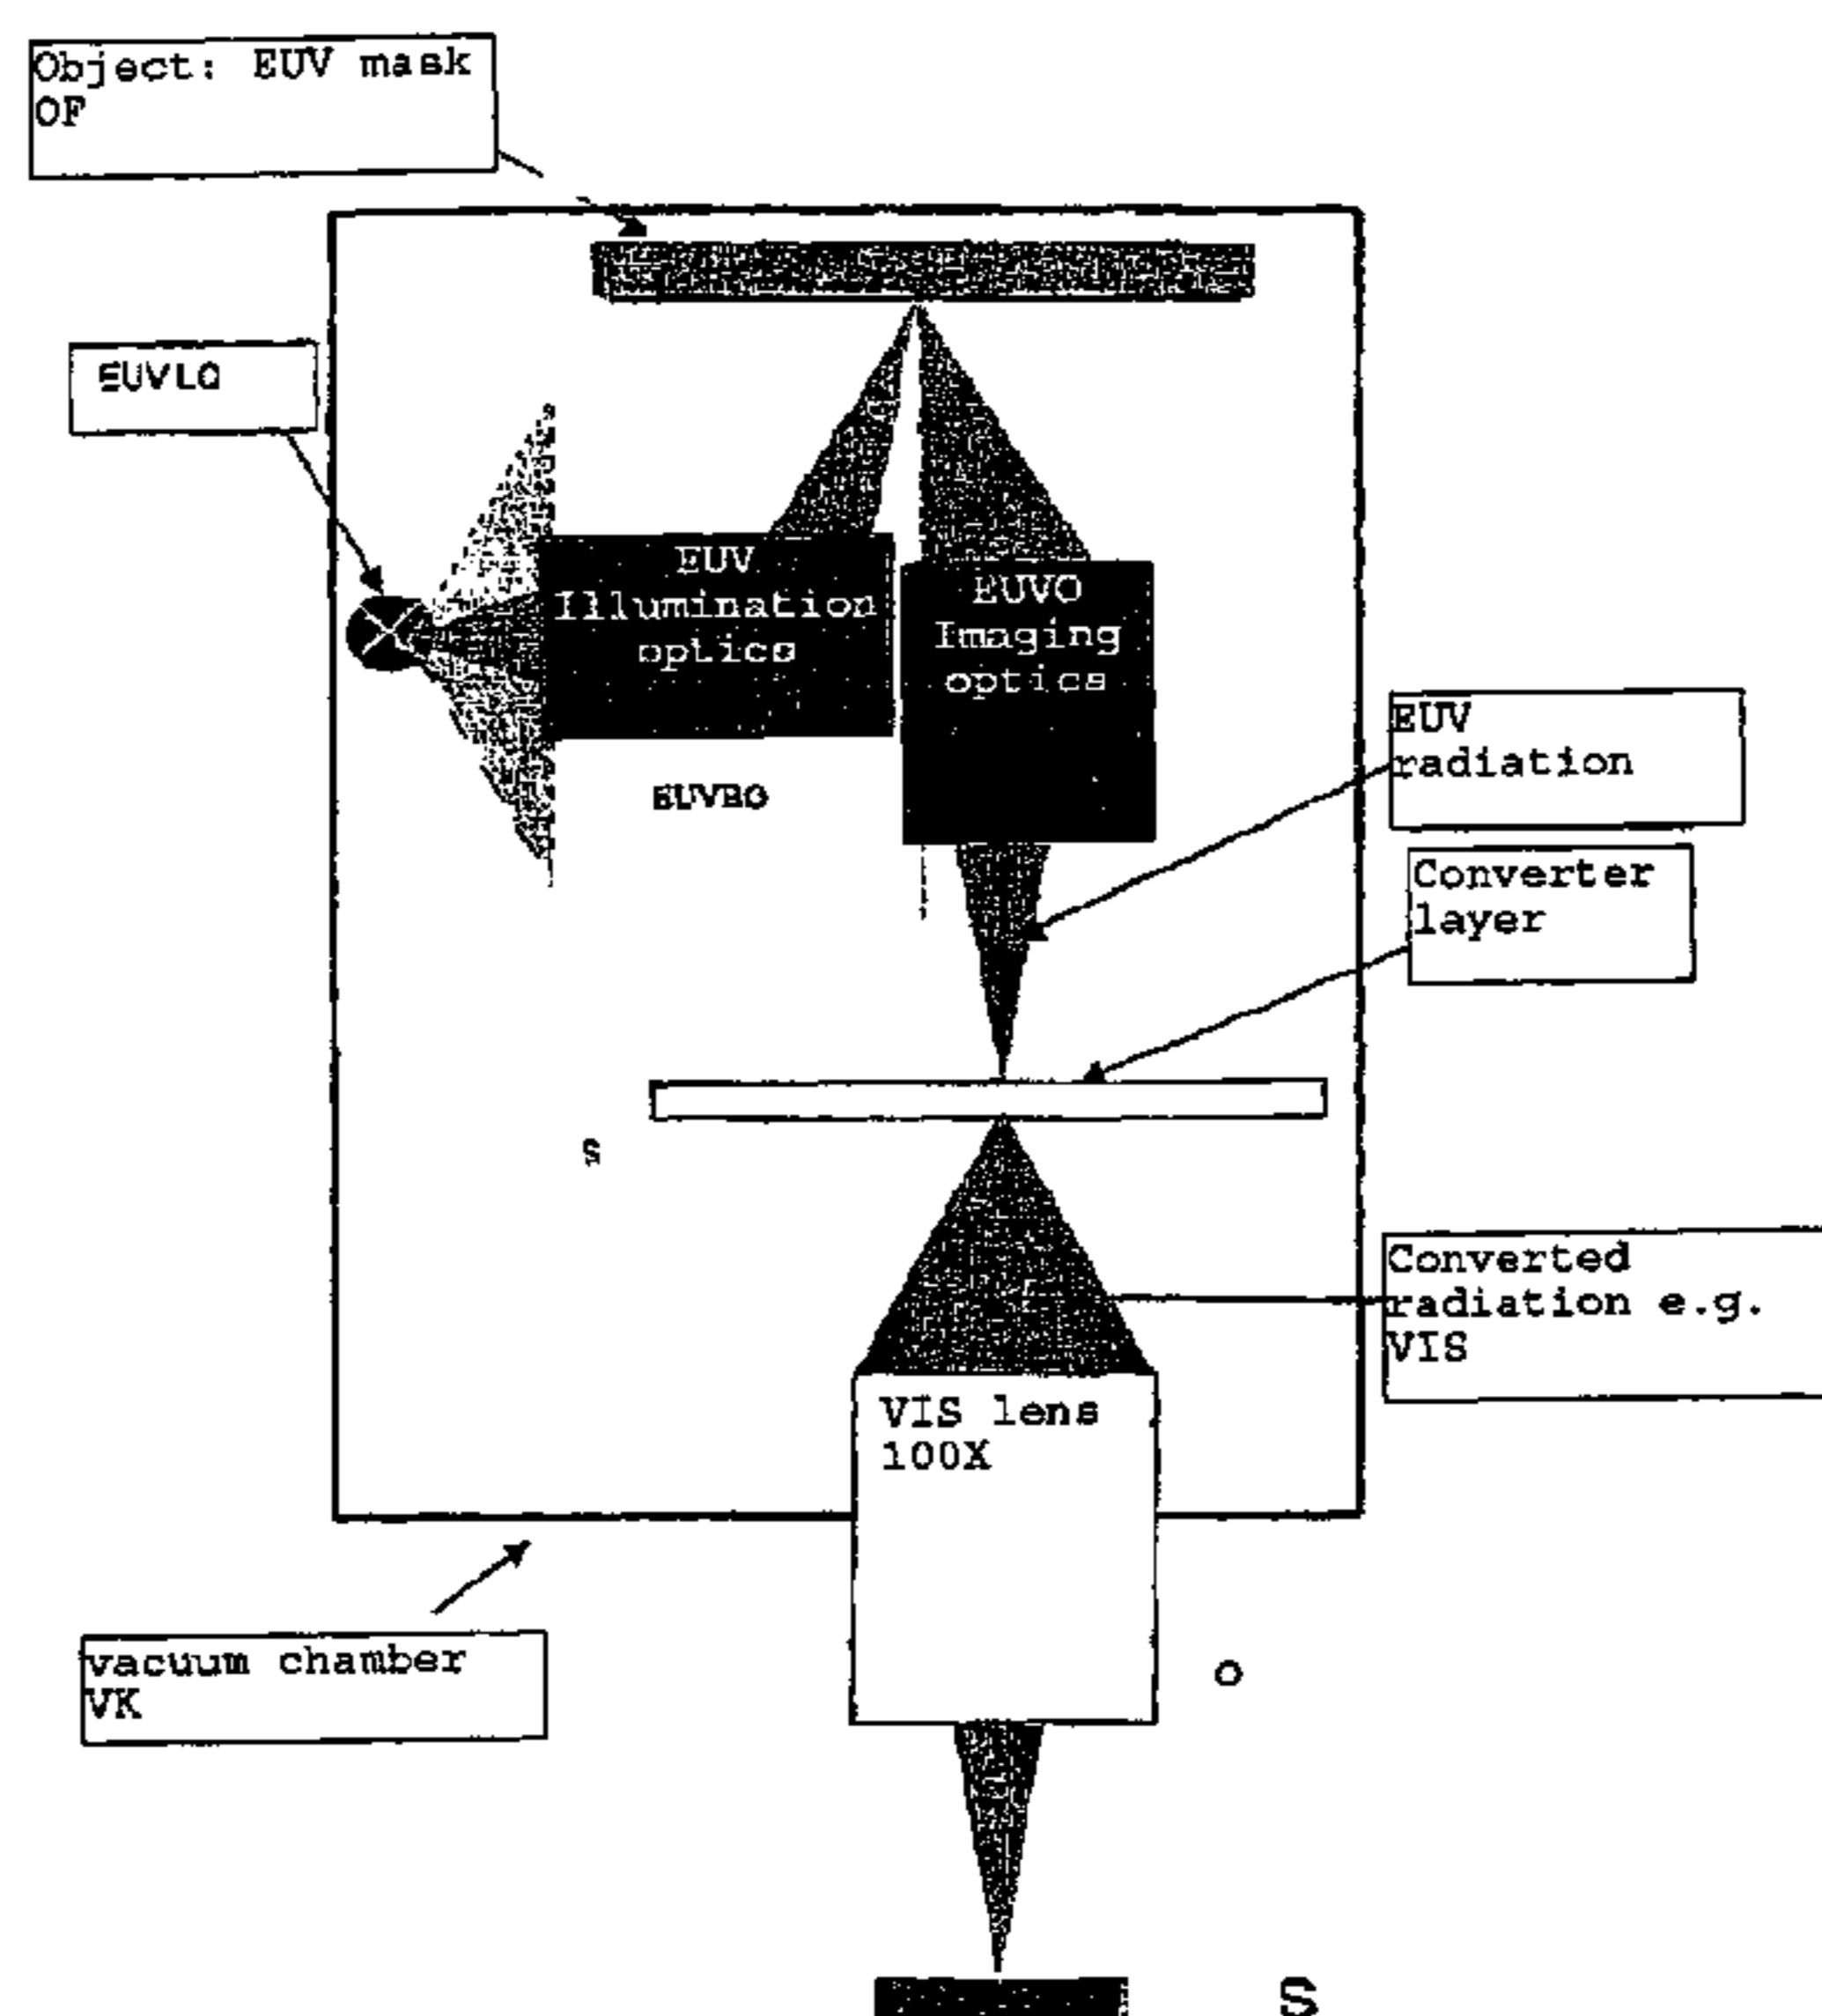 Object: EUV mask
OF
EUVLQ
EUV
Illumination
optics
EUVO
Imaging
optics
EUVBO
EUV
radiation
Converter
layer
S
Converted
radiation e.g.
VIS
VIS lens
100X
vacuum chamber
VK
O
S